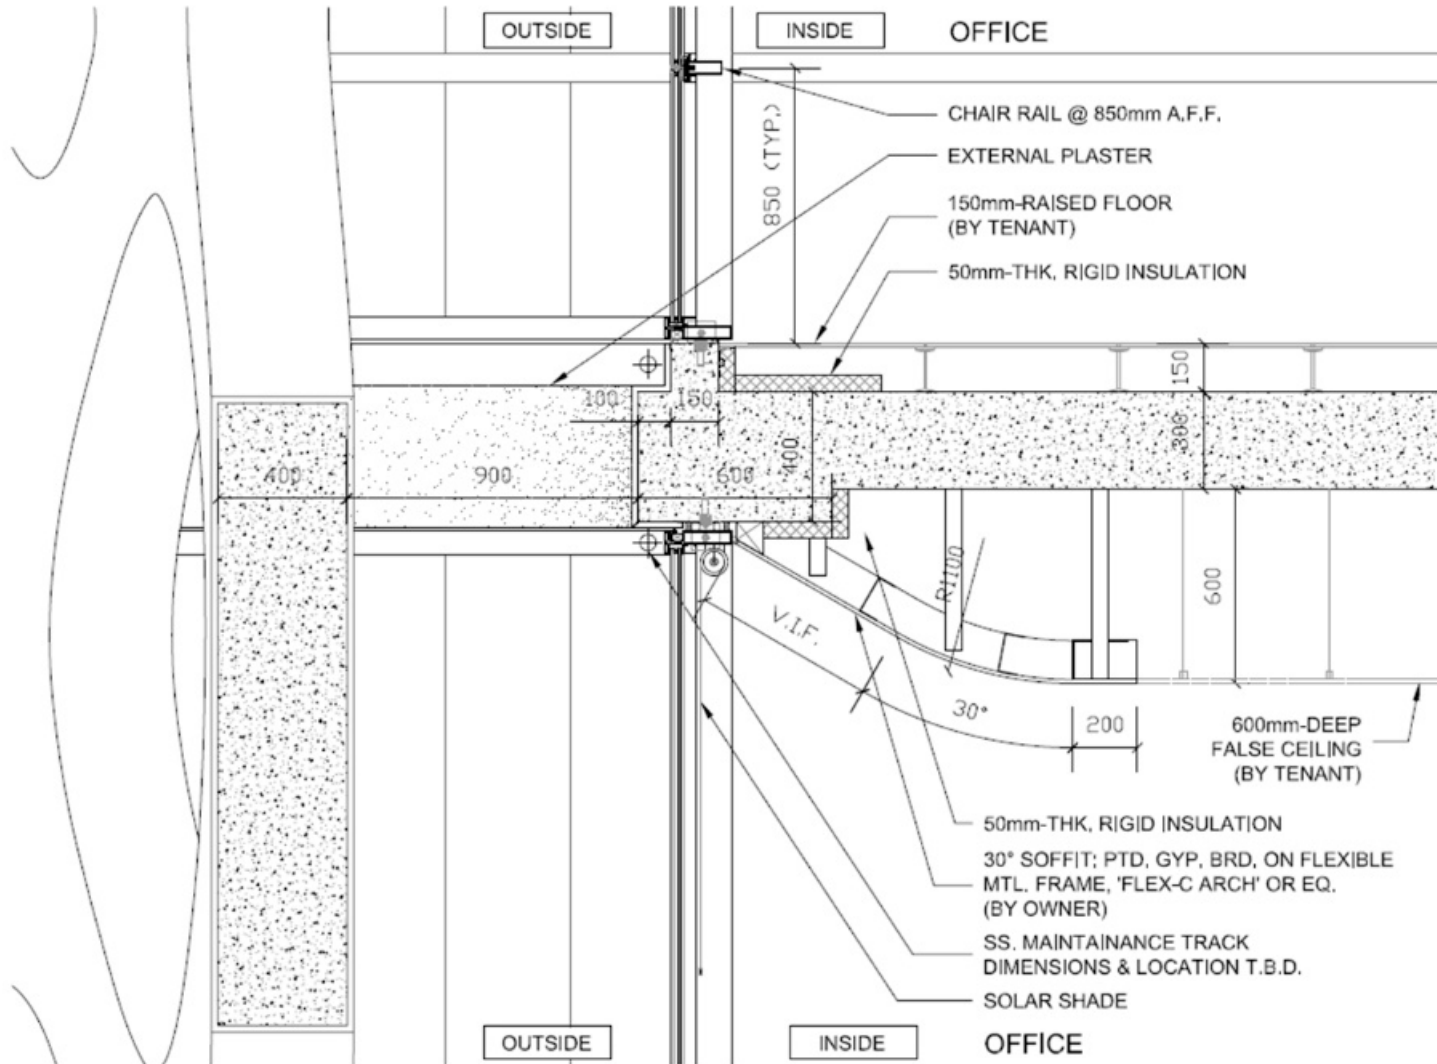 OUTSIDE
INSIDE
OFFICE
CHAIR RAIL @ 850mm A.F.F.
EXTERNAL PLASTER
850 (TYP.)
150mm-RAISED FLOOR
(BY TENANT)
50mm-THK. RIGID INSULATION
150
100
150
300
400
400
900
600
R1100
600
V.I.F.
30°
200
600mm-DEEP
FALSE CEILING
(BY TENANT)
50mm-THK. RIGID INSULATION
30° SOFFIT; PTD. GYP. BRD. ON FLEXIBLE
MTL. FRAME, 'FLEX-C ARCH' OR EQ.
(BY OWNER)
SS. MAINTAINANCE TRACK
DIMENSIONS & LOCATION T.B.D.
SOLAR SHADE
OUTSIDE
INSIDE
OFFICE